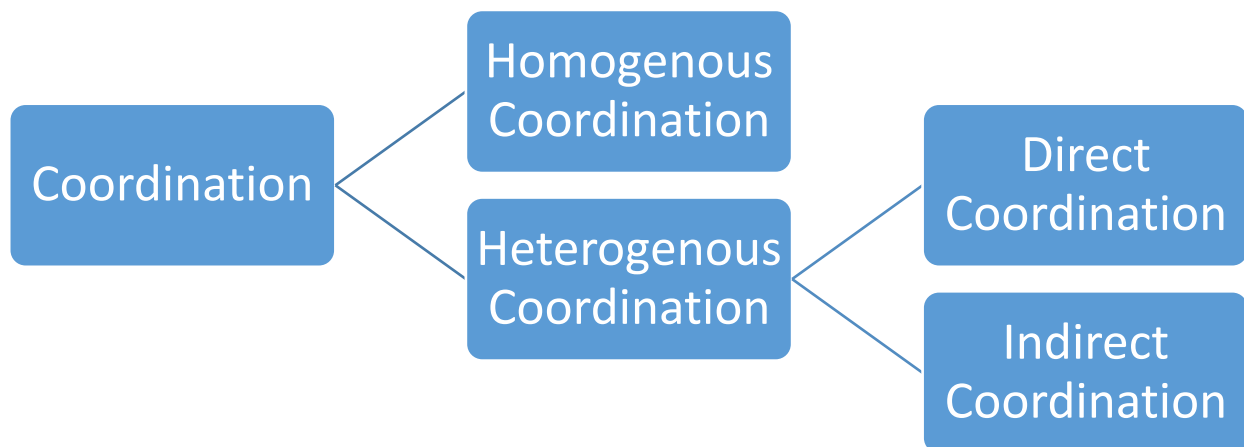 Coordination
Homogenous
Coordination
Heterogenous
Coordination
Direct
Coordination
Indirect
Coordination